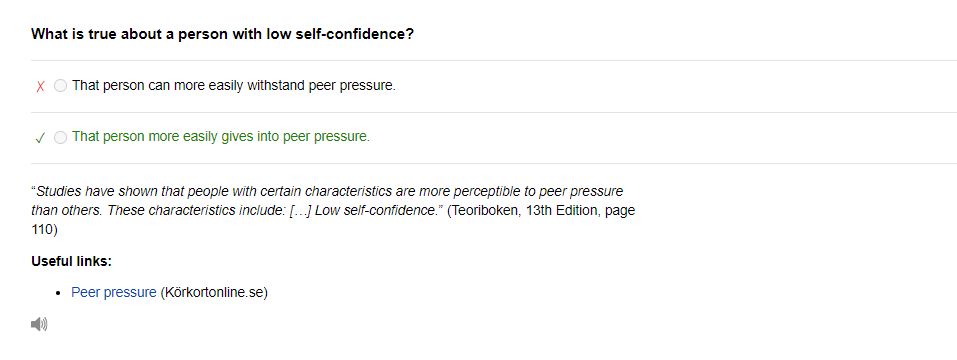 What is true about a person with low self-confidence?
✗ That person can more easily withstand peer pressure.
✓ That person more easily gives into peer pressure.
“Studies have shown that people with certain characteristics are more perceptible to peer pressure
than others. These characteristics include: […] Low self-confidence.” (Teoriboken, 13th Edition, page
110)
Useful links:
• Peer pressure (Körkortonline.se)